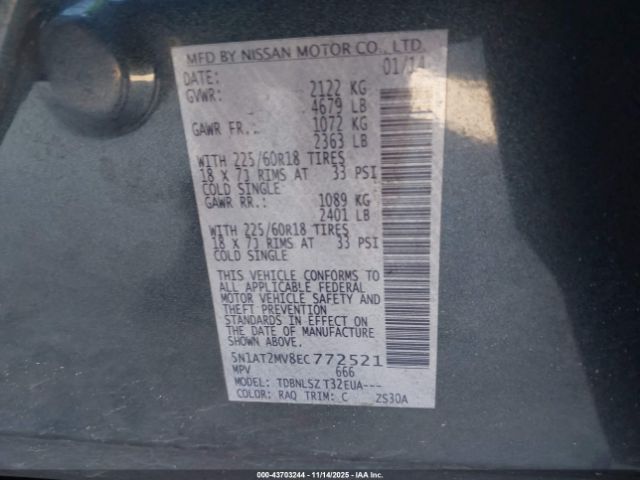 MFD BY NISSAN MOTOR CO., LTD.
DATE: 01/14
GVWR: 2122 KG
4679 LB
GAWR FR.: 1072 KG
2363 LB
WITH 225/60R18 TIRES
18 X 7J RIMS AT 33 PSI
COLD SINGLE
GAWR RR.: 1089 KG
2401 LB
WITH 225/60R18 TIRES
18 X 7J RIMS AT 33 PSI
COLD SINGLE
THIS VEHICLE CONFORMS TO
ALL APPLICABLE FEDERAL
MOTOR VEHICLE SAFETY AND
THEFT PREVENTION
STANDARDS IN EFFECT ON
THE DATE OF MANUFACTURE
SHOWN ABOVE.
5N1AT2MV8EC772521
MPV 666
MODEL: TDBNLSZ T32EUA---
COLOR: RAQ TRIM: C ZS30A
000-43703244 - 11/14/2025 - IAA Inc.